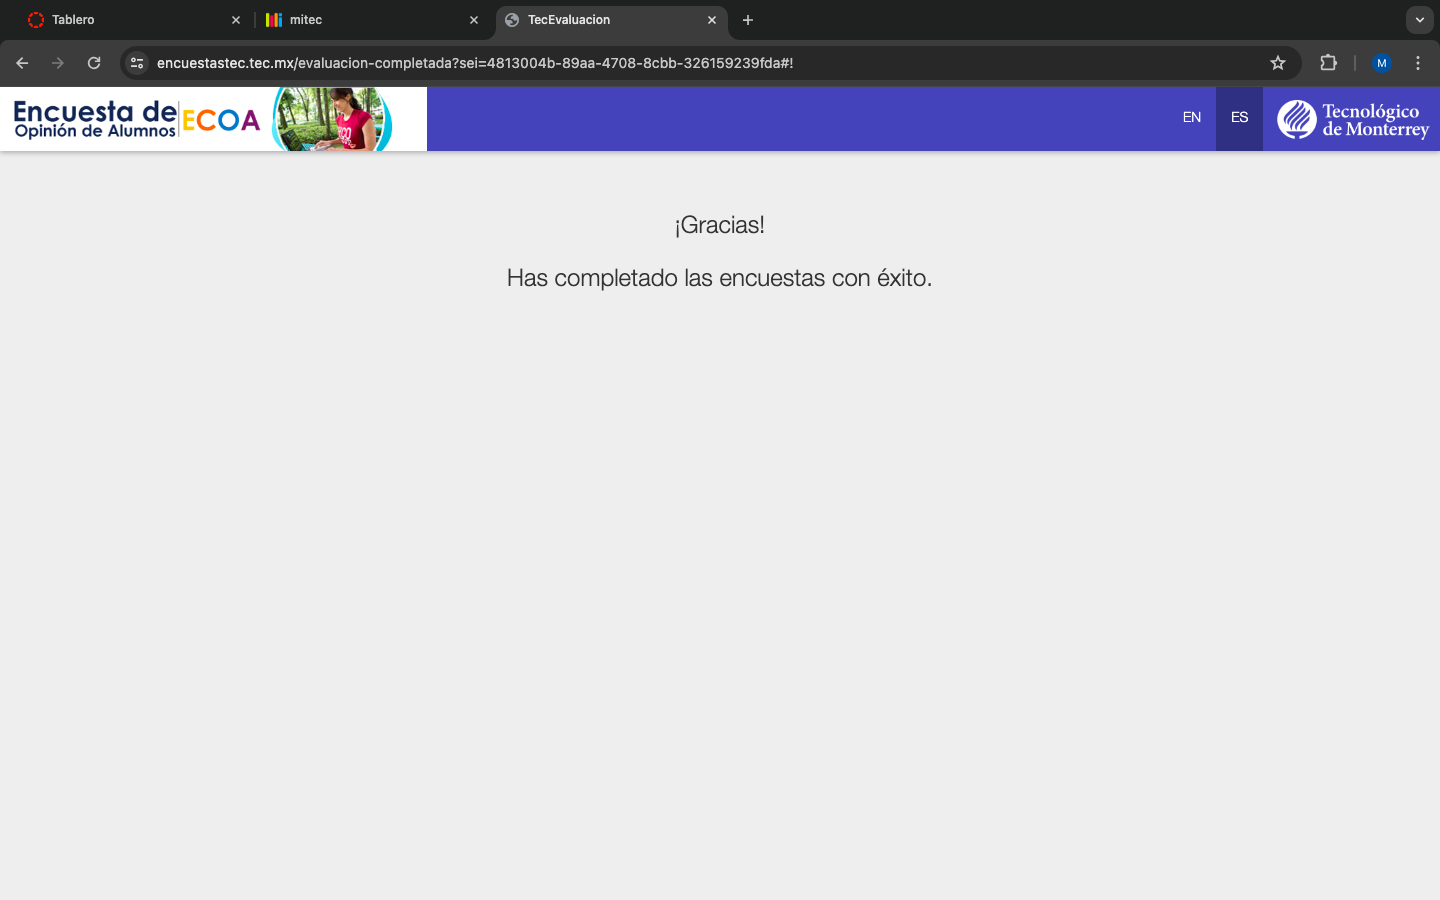 Tablero
mitec
TecEvaluacion
encuestastec.tec.mx/evaluacion-completada?sei=4813004b-89aa-4708-8cbb-326159239fda#!
M
Encuesta de
Opinión de Alumnos
ECOA
EN
ES
Tecnológico
de Monterrey
¡Gracias!
Has completado las encuestas con éxito.